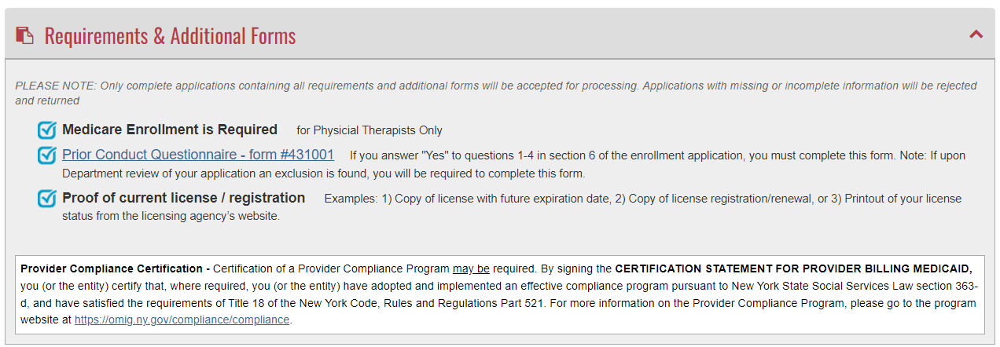 Requirements & Additional Forms
PLEASE NOTE: Only complete applications containing all requirements and additional forms will be accepted for processing. Applications with missing or incomplete information will be rejected
and returned
Medicare Enrollment is Required for Physicial Therapists Only
Prior Conduct Questionnaire - form #431001 If you answer "Yes" to questions 1-4 in section 6 of the enrollment application, you must complete this form. Note: If upon
Department review of your application an exclusion is found, you will be required to complete this form.
Proof of current license / registration Examples: 1) Copy of license with future expiration date, 2) Copy of license registration/renewal, or 3) Printout of your license
status from the licensing agency’s website.
Provider Compliance Certification - Certification of a Provider Compliance Program may be required. By signing the CERTIFICATION STATEMENT FOR PROVIDER BILLING MEDICAID,
you (or the entity) certify that, where required, you (or the entity) have adopted and implemented an effective compliance program pursuant to New York State Social Services Law section 363-
d, and have satisfied the requirements of Title 18 of the New York Code, Rules and Regulations Part 521. For more information on the Provider Compliance Program, please go to the program
website at https://omig.ny.gov/compliance/compliance.